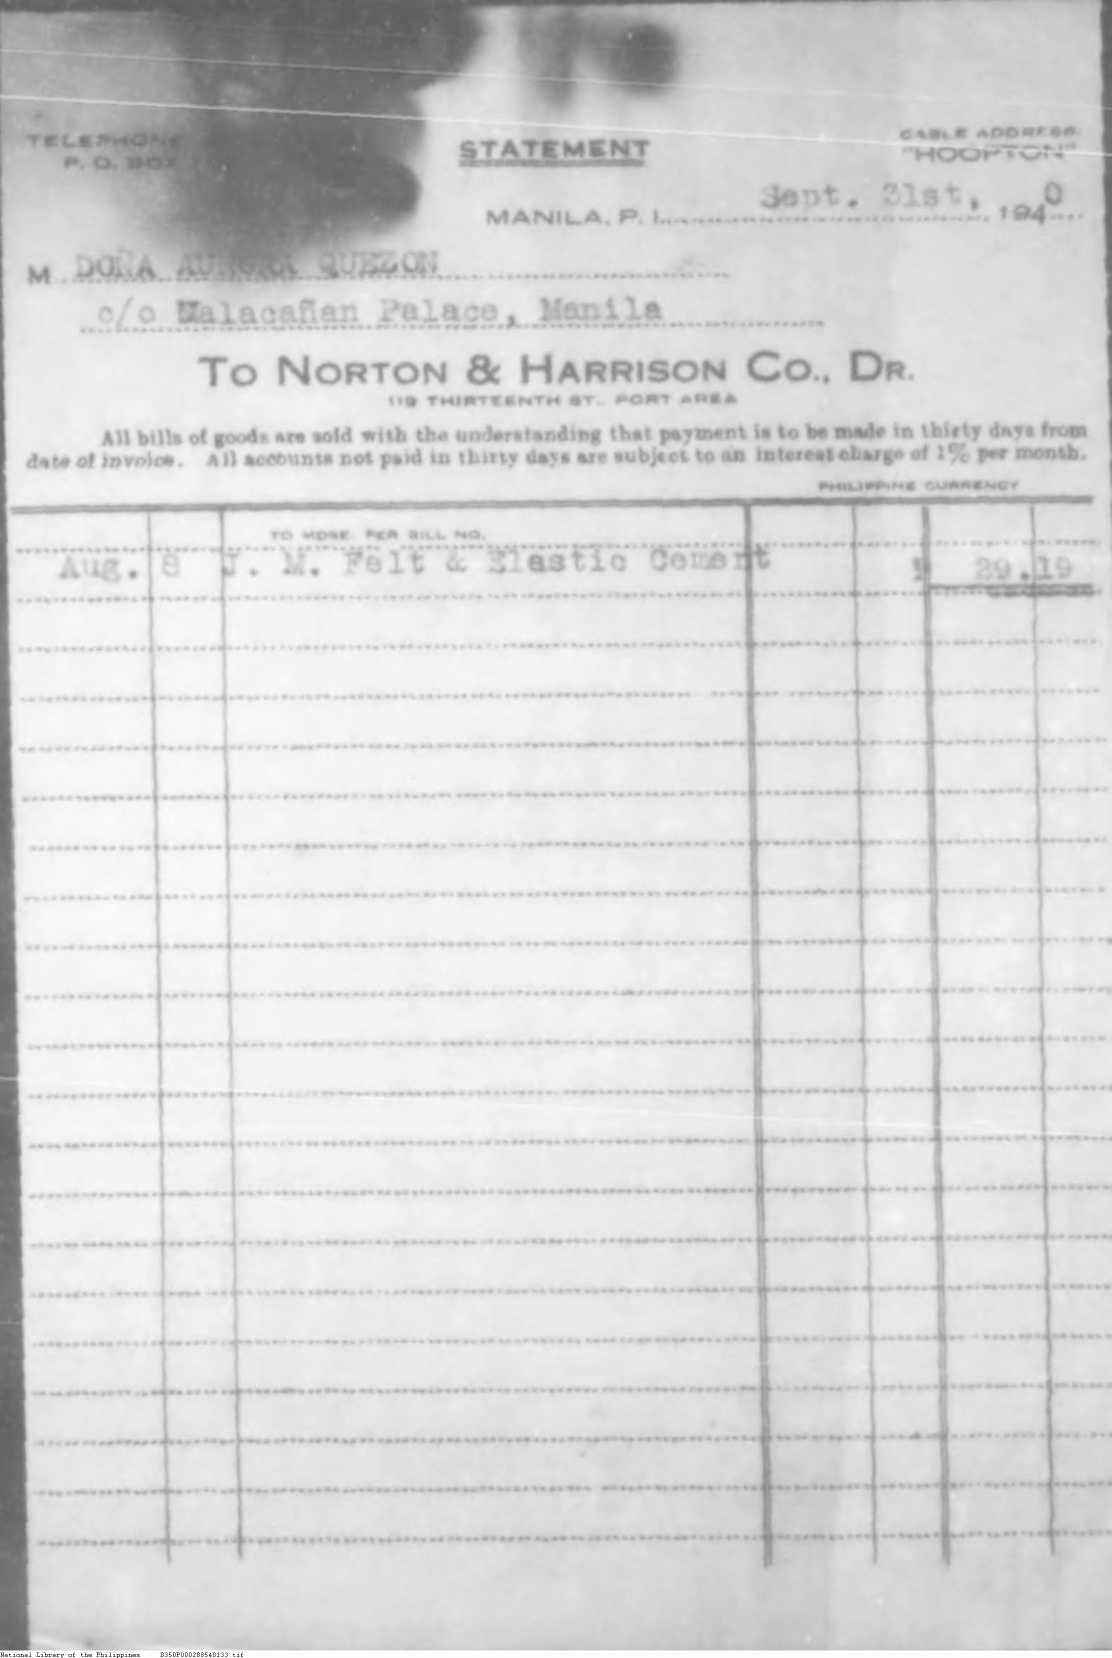 TELEPHONE
P. O. BOX
STATEMENT
CABLE ADDRESS:
"HOOPTON"
MANILA, P. I. Sept. 31st, 1940
M DOÑA AURORA QUEZON
c/o Malacañan Palace, Manila
TO NORTON & HARRISON CO., DR.
119 THIRTEENTH ST., PORT AREA
All bills of goods are sold with the understanding that payment is to be made in thirty days from
date of invoice. All accounts not paid in thirty days are subject to an interest charge of 1% per month.
PHILIPPINE CURRENCY
TO MDSE. PER BILL NO.
Aug. 8 J. M. Felt & Elastic Cement ₱ 29.19
National Library of the Philippines